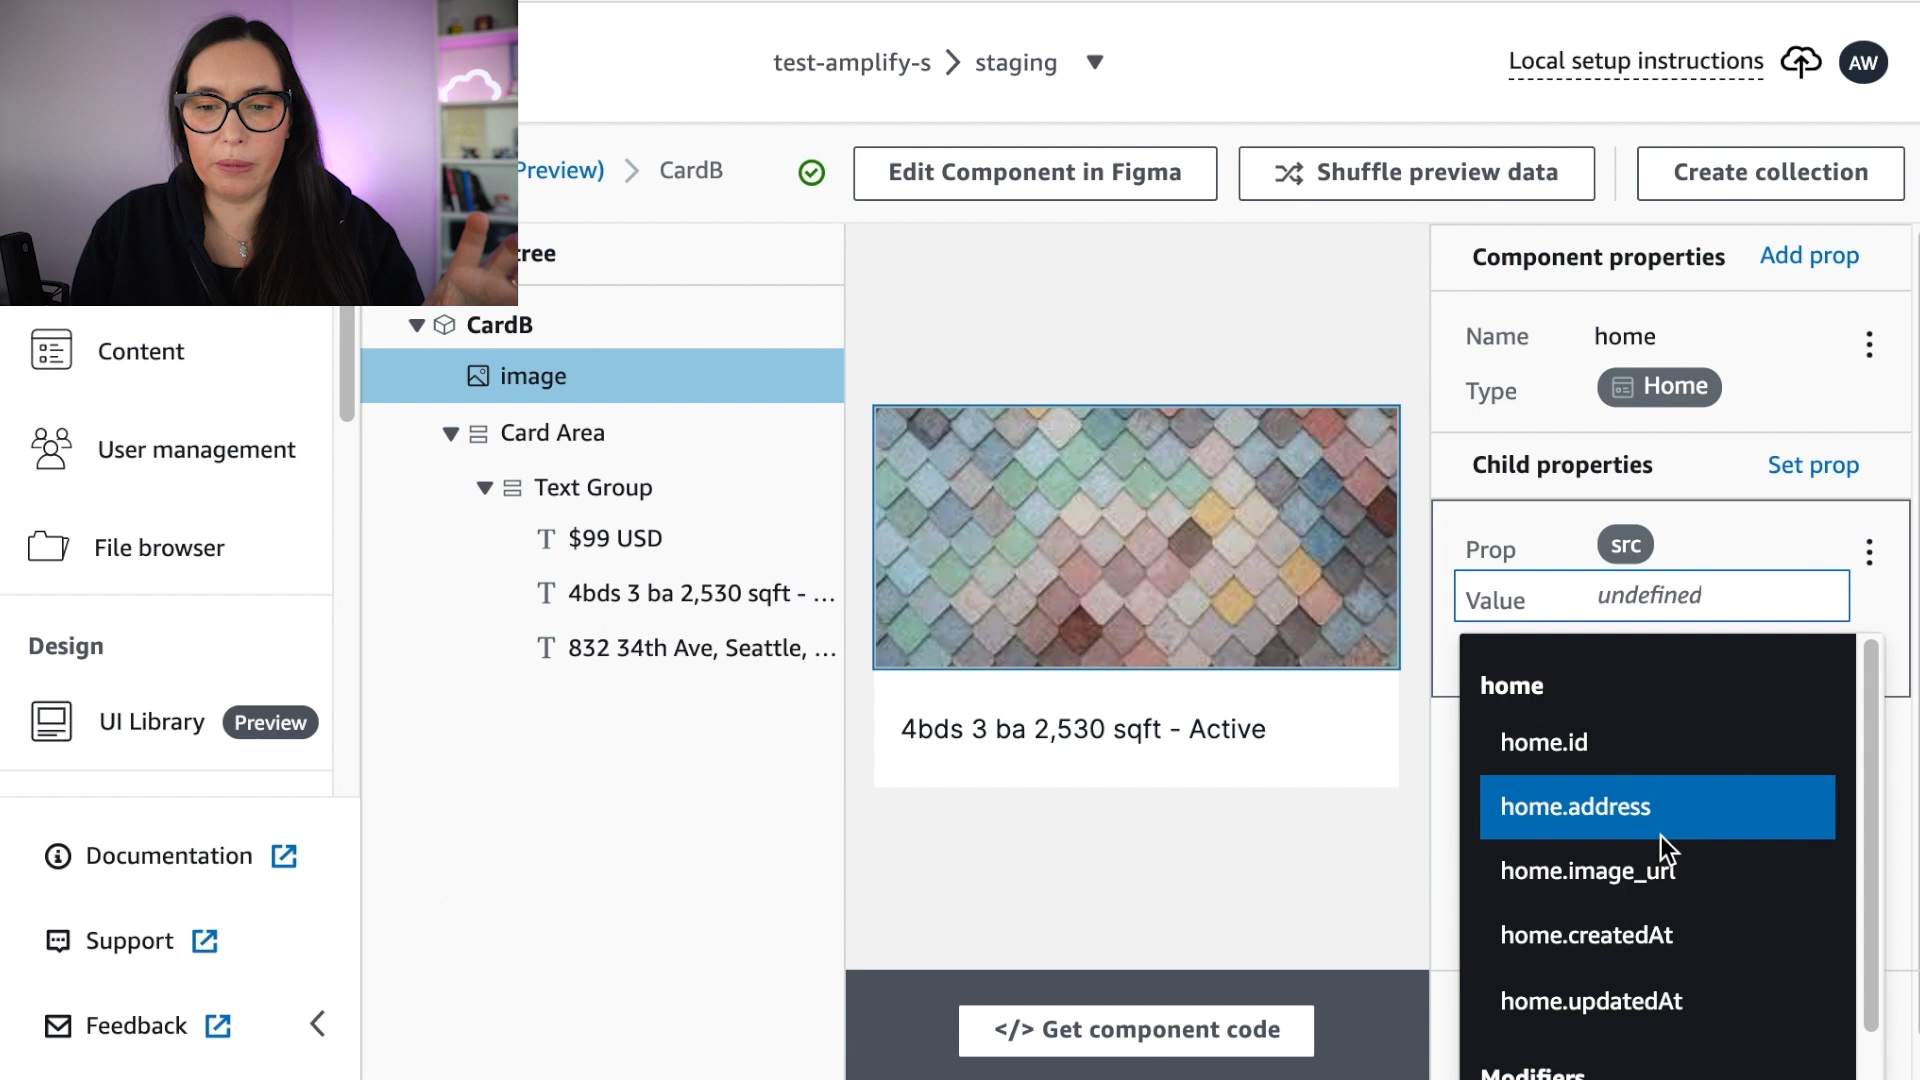 test-amplify-s > staging
Local setup instructions
AW
Preview) > CardB
Edit Component in Figma
Shuffle preview data
Create collection
tree
CardB
image
Card Area
Text Group
$99 USD
4bds 3 ba 2,530 sqft - ...
832 34th Ave, Seattle, ...
Content
User management
File browser
Design
UI Library
Preview
Documentation
Support
Feedback
4bds 3 ba 2,530 sqft - Active
</> Get component code
Component properties
Add prop
Name home
Type Home
Child properties
Set prop
Prop src
Value undefined
home
home.id
home.address
home.image_url
home.createdAt
home.updatedAt
Modifiers